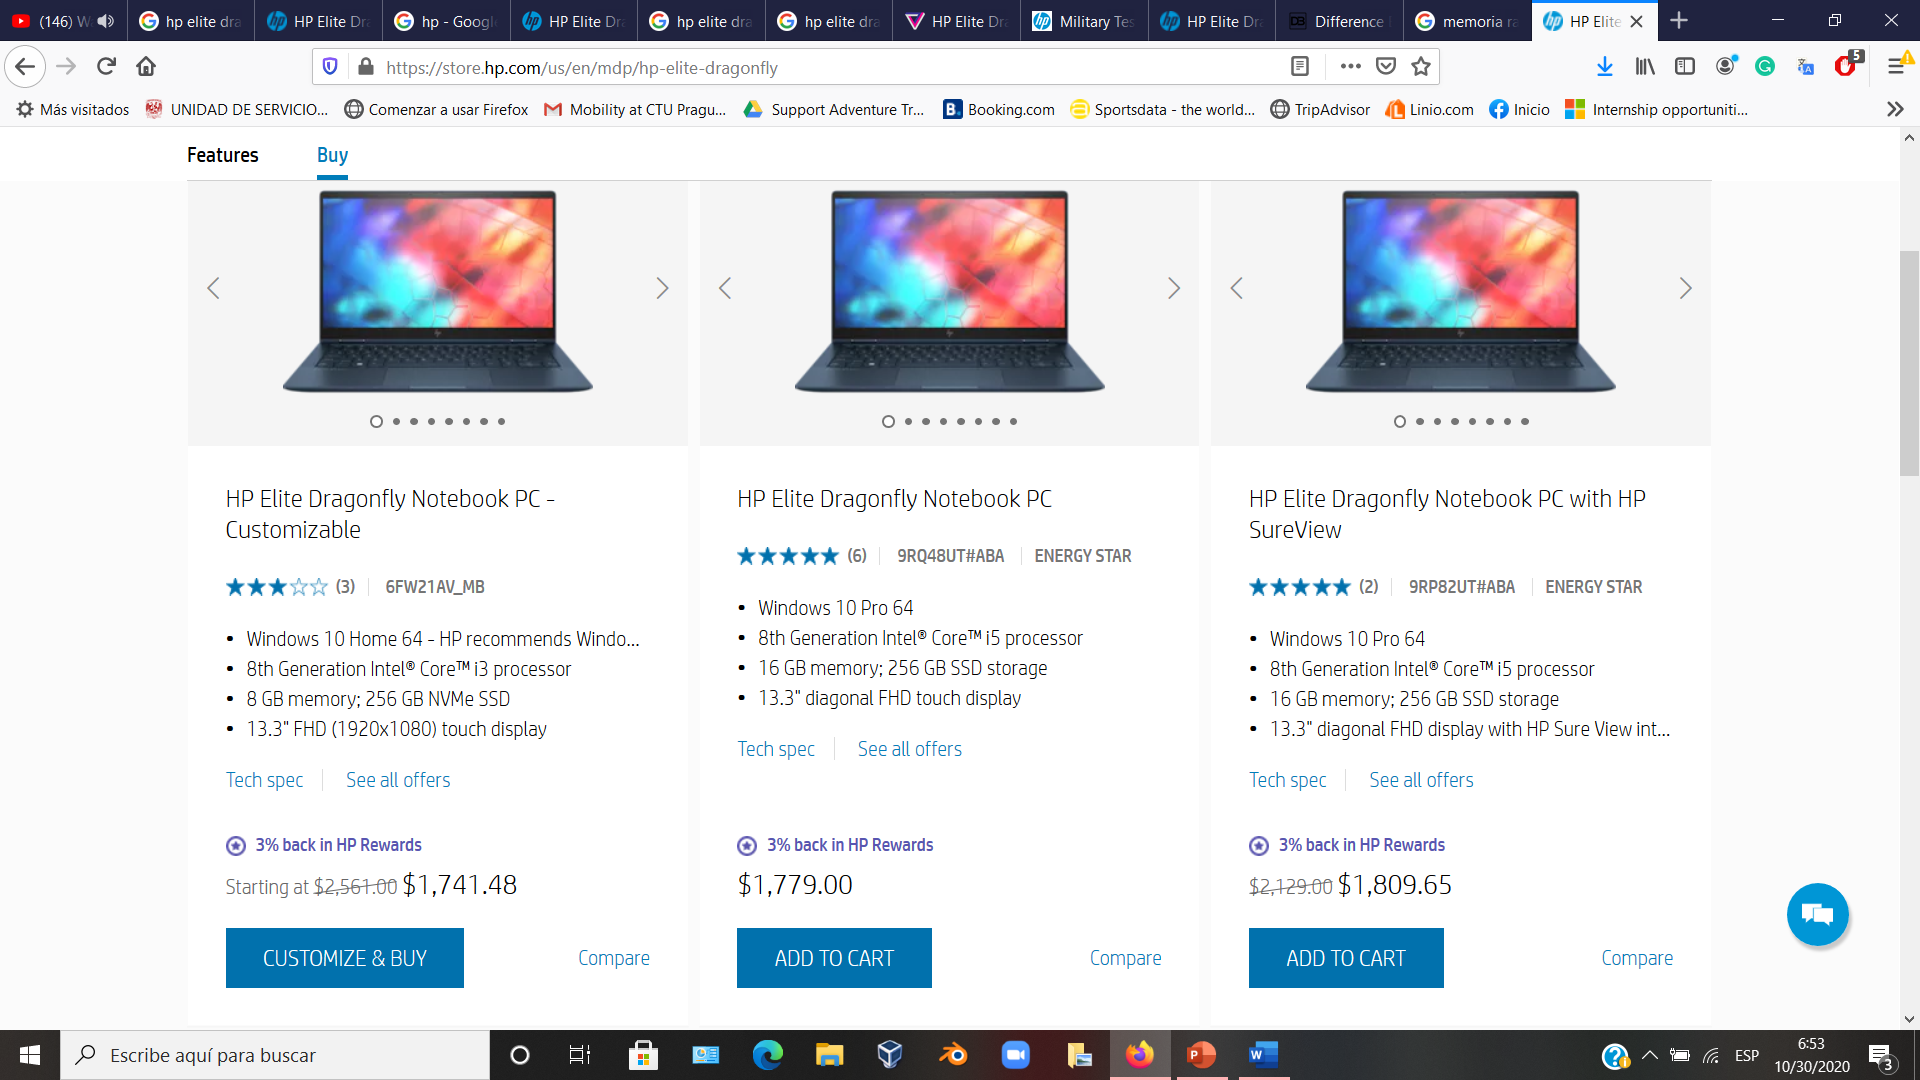 (146) W
hp elite dra
HP Elite Dr
hp - Googl
HP Elite Dr
hp elite dra
hp elite dra
HP Elite Dr
Military Tes
HP Elite Dr
Difference
memoria ra
HP Elite
https://store.hp.com/us/en/mdp/hp-elite-dragonfly
5
Más visitados
UNIDAD DE SERVICIO...
Comenzar a usar Firefox
Mobility at CTU Pragu...
Support Adventure Tr...
Booking.com
Sportsdata - the world...
TripAdvisor
Linio.com
Inicio
Internship opportuniti...
Features
Buy
HP Elite Dragonfly Notebook PC -
Customizable
(3) 6FW21AV_MB
• Windows 10 Home 64 - HP recommends Windo...
• 8th Generation Intel® Core™ i3 processor
• 8 GB memory; 256 GB NVMe SSD
• 13.3" FHD (1920x1080) touch display
Tech spec
See all offers
3% back in HP Rewards
Starting at $2,561.00 $1,741.48
CUSTOMIZE & BUY
Compare
HP Elite Dragonfly Notebook PC
(6) 9RQ48UT#ABA ENERGY STAR
• Windows 10 Pro 64
• 8th Generation Intel® Core™ i5 processor
• 16 GB memory; 256 GB SSD storage
• 13.3" diagonal FHD touch display
Tech spec
See all offers
3% back in HP Rewards
$1,779.00
ADD TO CART
Compare
HP Elite Dragonfly Notebook PC with HP
SureView
(2) 9RP82UT#ABA ENERGY STAR
• Windows 10 Pro 64
• 8th Generation Intel® Core™ i5 processor
• 16 GB memory; 256 GB SSD storage
• 13.3" diagonal FHD display with HP Sure View int...
Tech spec
See all offers
3% back in HP Rewards
$2,129.00 $1,809.65
ADD TO CART
Compare
Escribe aquí para buscar
ESP
6:53
10/30/2020
3